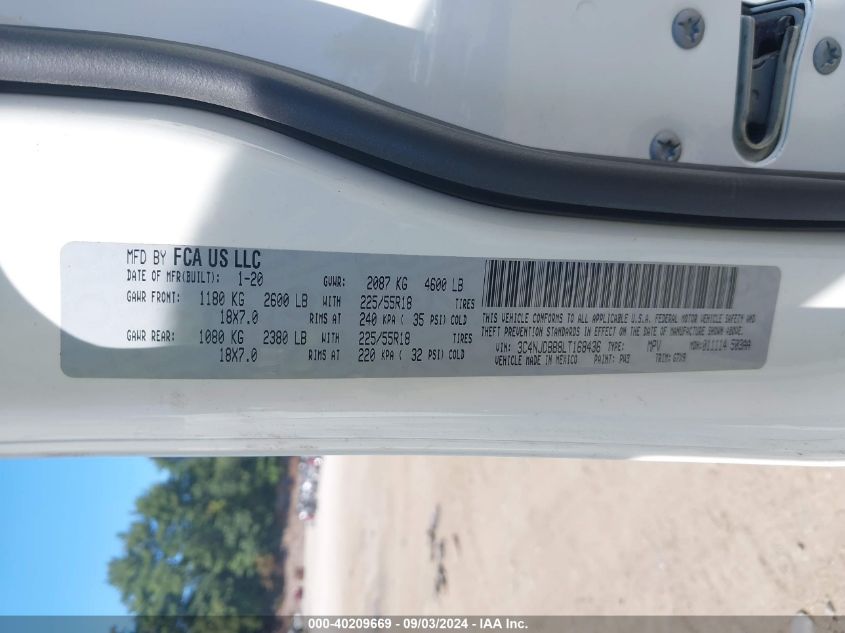 MFD BY FCA US LLC
DATE OF MFR(BUILT): 1-20 GVWR: 2087 KG 4600 LB
GAWR FRONT: 1180 KG 2600 LB WITH 225/55R18 TIRES
18X7.0 RIMS AT 240 KPA ( 35 PSI) COLD
GAWR REAR: 1080 KG 2380 LB WITH 225/55R18 TIRES
18X7.0 RIMS AT 220 KPA ( 32 PSI) COLD
THIS VEHICLE CONFORMS TO ALL APPLICABLE U.S.A. FEDERAL MOTOR VEHICLE SAFETY AND
THEFT PREVENTION STANDARDS IN EFFECT ON THE DATE OF MANUFACTURE SHOWN ABOVE.
VIN: 3C4NJDBB8LT168436 TYPE: MPV MDH: 011114 503AA
VEHICLE MADE IN MEXICO PAINT: PW3 TRIM: G7X9
000-40209669 - 09/03/2024 - IAA Inc.